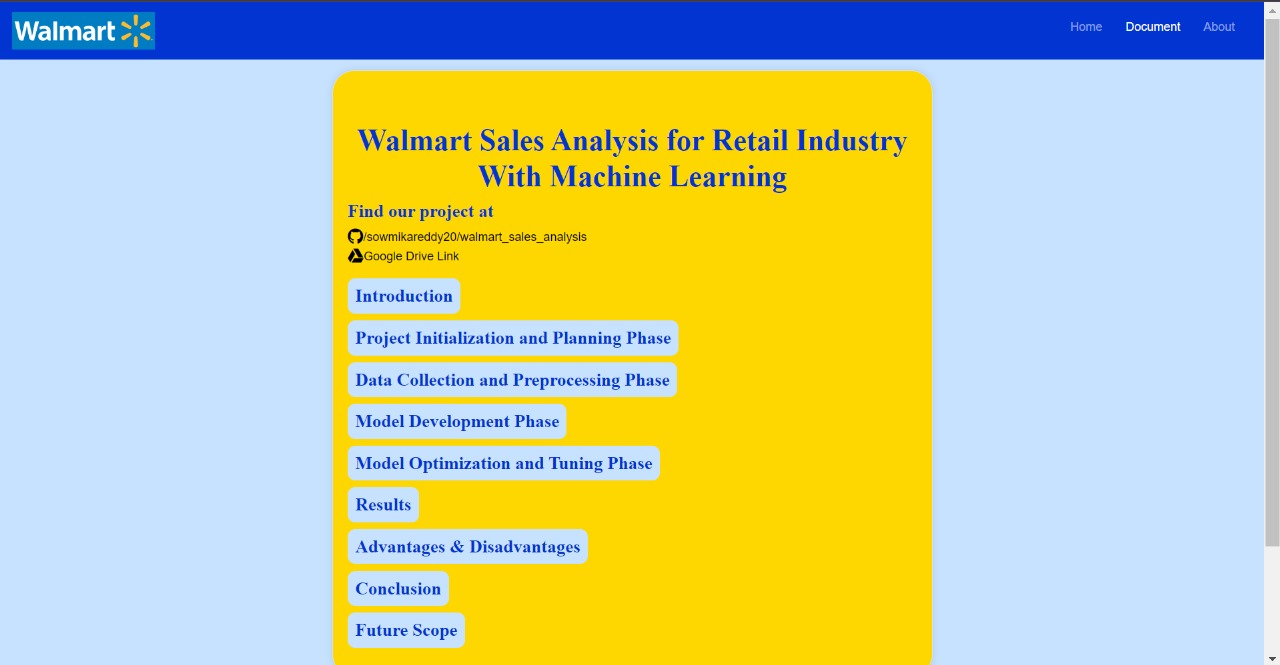 Walmart
Home
Document
About
Walmart Sales Analysis for Retail Industry
With Machine Learning
Find our project at
/sowmikareddy20/walmart_sales_analysis
Google Drive Link
Introduction
Project Initialization and Planning Phase
Data Collection and Preprocessing Phase
Model Development Phase
Model Optimization and Tuning Phase
Results
Advantages & Disadvantages
Conclusion
Future Scope